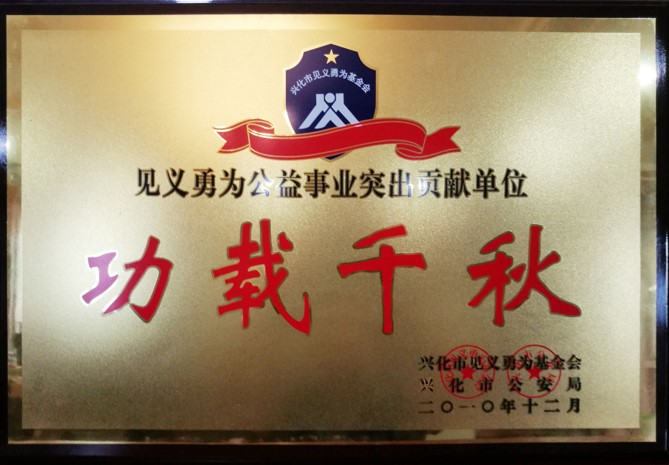 兴化市见义勇为基金会
见义勇为公益事业突出贡献单位
功载千秋
兴化市见义勇为基金会
兴化市公安局
二〇一〇年十二月